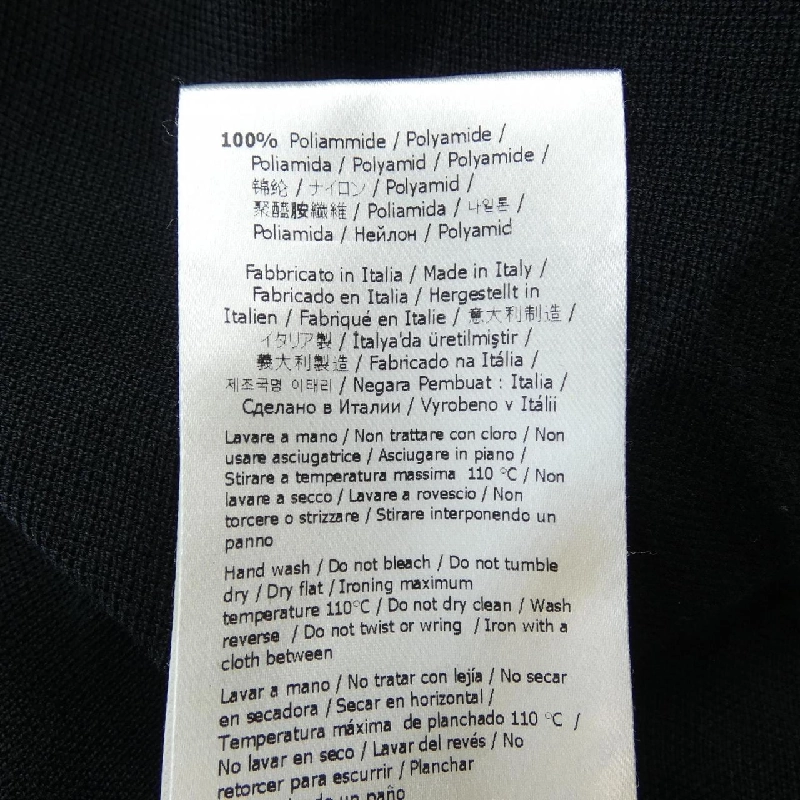 100% Poliammide / Polyamide /
Poliamida / Polyamid / Polyamide /
锦纶 / ナイロン / Polyamid /
聚醯胺纖維 / Poliamida / 나일론 /
Poliamida / Нейлон / Polyamid
Fabbricato in Italia / Made in Italy /
Fabricado en Italia / Hergestellt in
Italien / Fabriqué en Italie / 意大利制造 /
イタリア製 / İtalya'da üretilmiştir /
義大利製造 / Fabricado na Itália /
제조국명 이태리 / Negara Pembuat : Italia /
Сделано в Италии / Vyrobeno v Itálii
Lavare a mano / Non trattare con cloro / Non
usare asciugatrice / Asciugare in piano /
Stirare a temperatura massima 110 °C / Non
lavare a secco / Lavare a rovescio / Non
torcere o strizzare / Stirare interponendo un
panno
Hand wash / Do not bleach / Do not tumble
dry / Dry flat / Ironing maximum
temperature 110°C / Do not dry clean / Wash
reverse / Do not twist or wring / Iron with a
cloth between
Lavar a mano / No tratar con lejía / No secar
en secadora / Secar en horizontal /
Temperatura máxima de planchado 110 °C /
No lavar en seco / Lavar del revés / No
retorcer para escurrir / Planchar
un paño